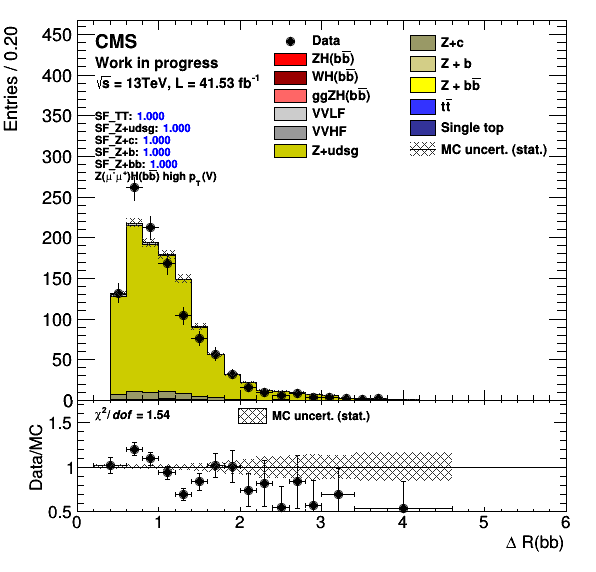 CMS
Work in progress
√s = 13TeV, L = 41.53 fb⁻¹
SF_TT: 1.000
SF_Z+udsg: 1.000
SF_Z+c: 1.000
SF_Z+b: 1.000
SF_Z+bb: 1.000
Z(μ⁻μ⁺)H(bb̅) high p_T(V)
Data
ZH(bb̅)
WH(bb̅)
ggZH(bb̅)
VVLF
VVHF
Z+udsg
Z+c
Z + b
Z + bb̅
tt̅
Single top
MC uncert. (stat.)
Entries / 0.20
450
400
350
300
250
200
150
100
50
0
χ²/dof = 1.54
MC uncert. (stat.)
Data/MC
1.5
1
0.5
0 1 2 3 4 5 6
Δ R(bb)